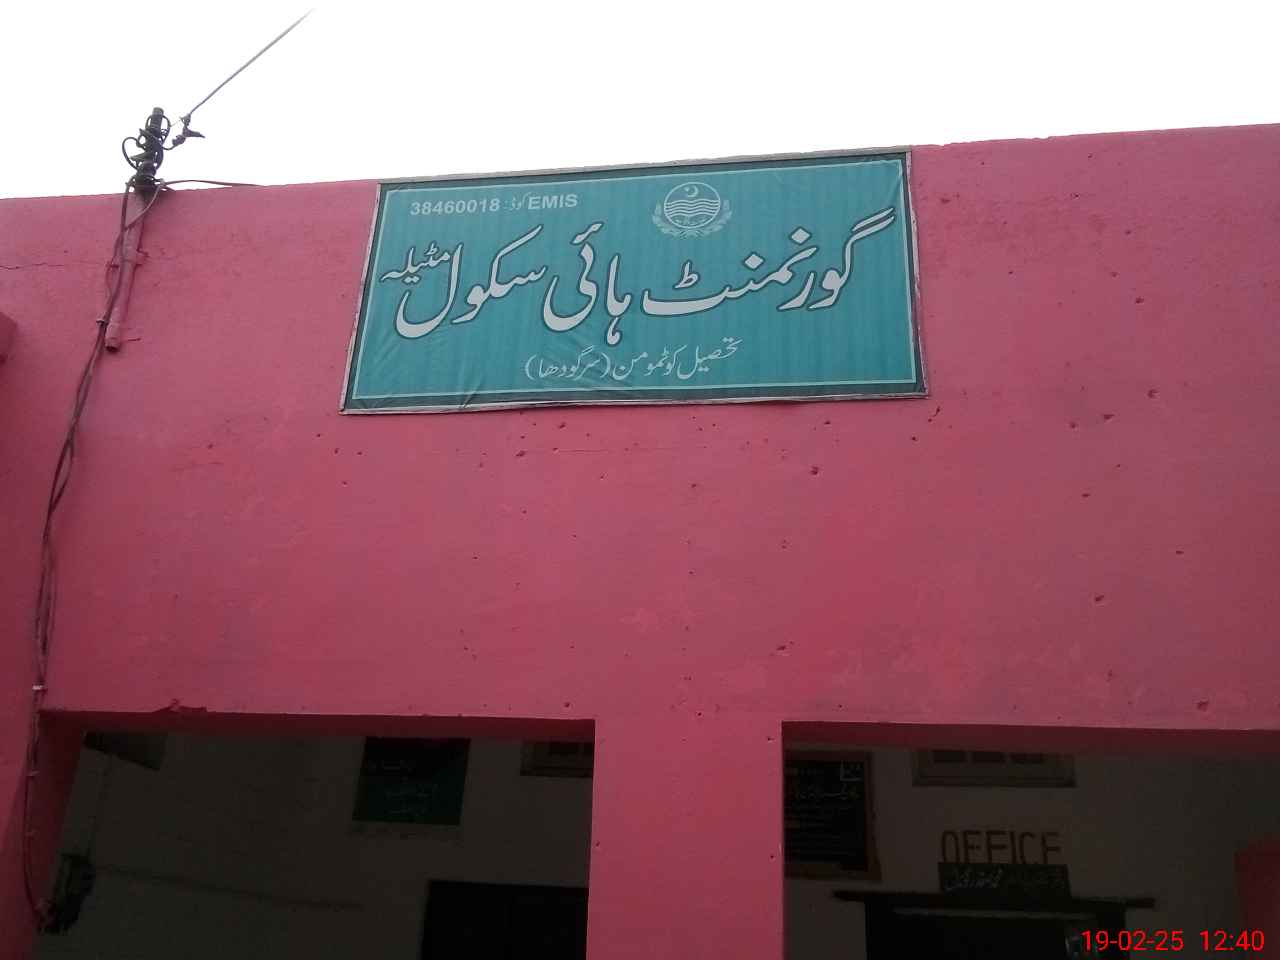 EMIS کوڈ: 38460018
گورنمنٹ ہائی سکول مٹیلہ
تحصیل کوٹمومن (سرگودھا)
OFFICE
19-02-25 12:40